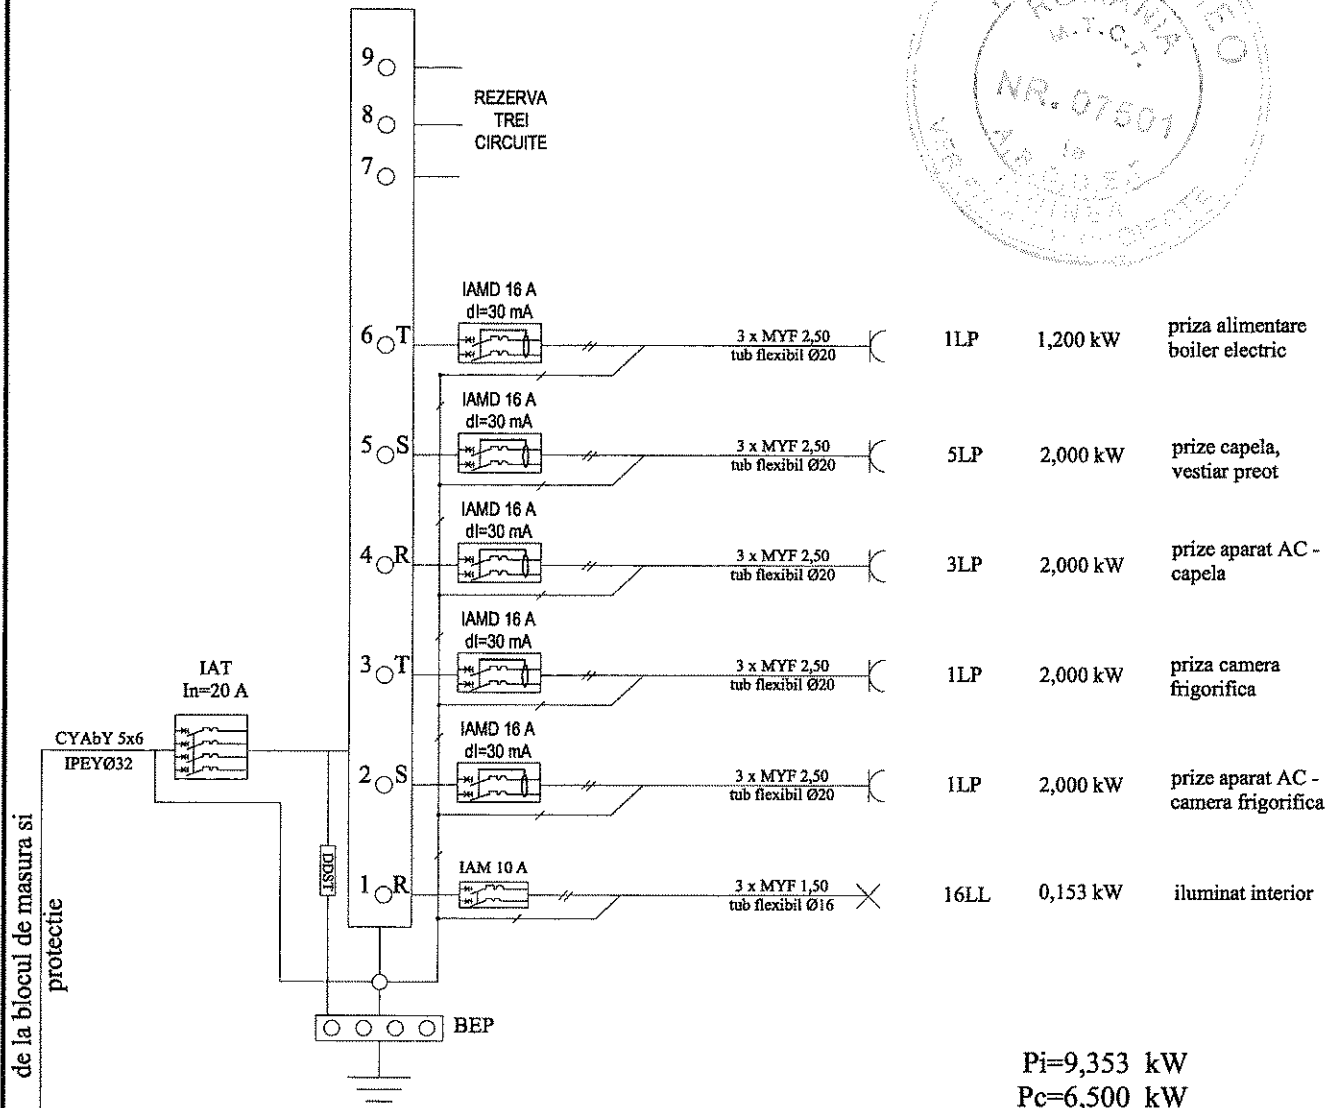 ROMANIA
M.T.C.T.
NR. 07501
9
8
7
REZERVA
TREI
CIRCUITE
IAMD 16 A
dI=30 mA
6 T
3 x MYF 2,50
tub flexibil Ø20
1LP
1,200 kW
priza alimentare
boiler electric
IAMD 16 A
dI=30 mA
5 S
3 x MYF 2,50
tub flexibil Ø20
5LP
2,000 kW
prize capela,
vestiar preot
IAMD 16 A
dI=30 mA
4 R
3 x MYF 2,50
tub flexibil Ø20
3LP
2,000 kW
prize aparat AC -
capela
IAMD 16 A
dI=30 mA
3 T
3 x MYF 2,50
tub flexibil Ø20
1LP
2,000 kW
priza camera
frigorifica
IAT
In=20 A
CYAbY 5x6
IPEYØ32
IAMD 16 A
dI=30 mA
2 S
3 x MYF 2,50
tub flexibil Ø20
1LP
2,000 kW
prize aparat AC -
camera frigorifica
DDST
IAM 10 A
1 R
3 x MYF 1,50
tub flexibil Ø16
16LL
0,153 kW
iluminat interior
de la blocul de masura si
protectie
BEP
Pi=9,353 kW
Pc=6,500 kW